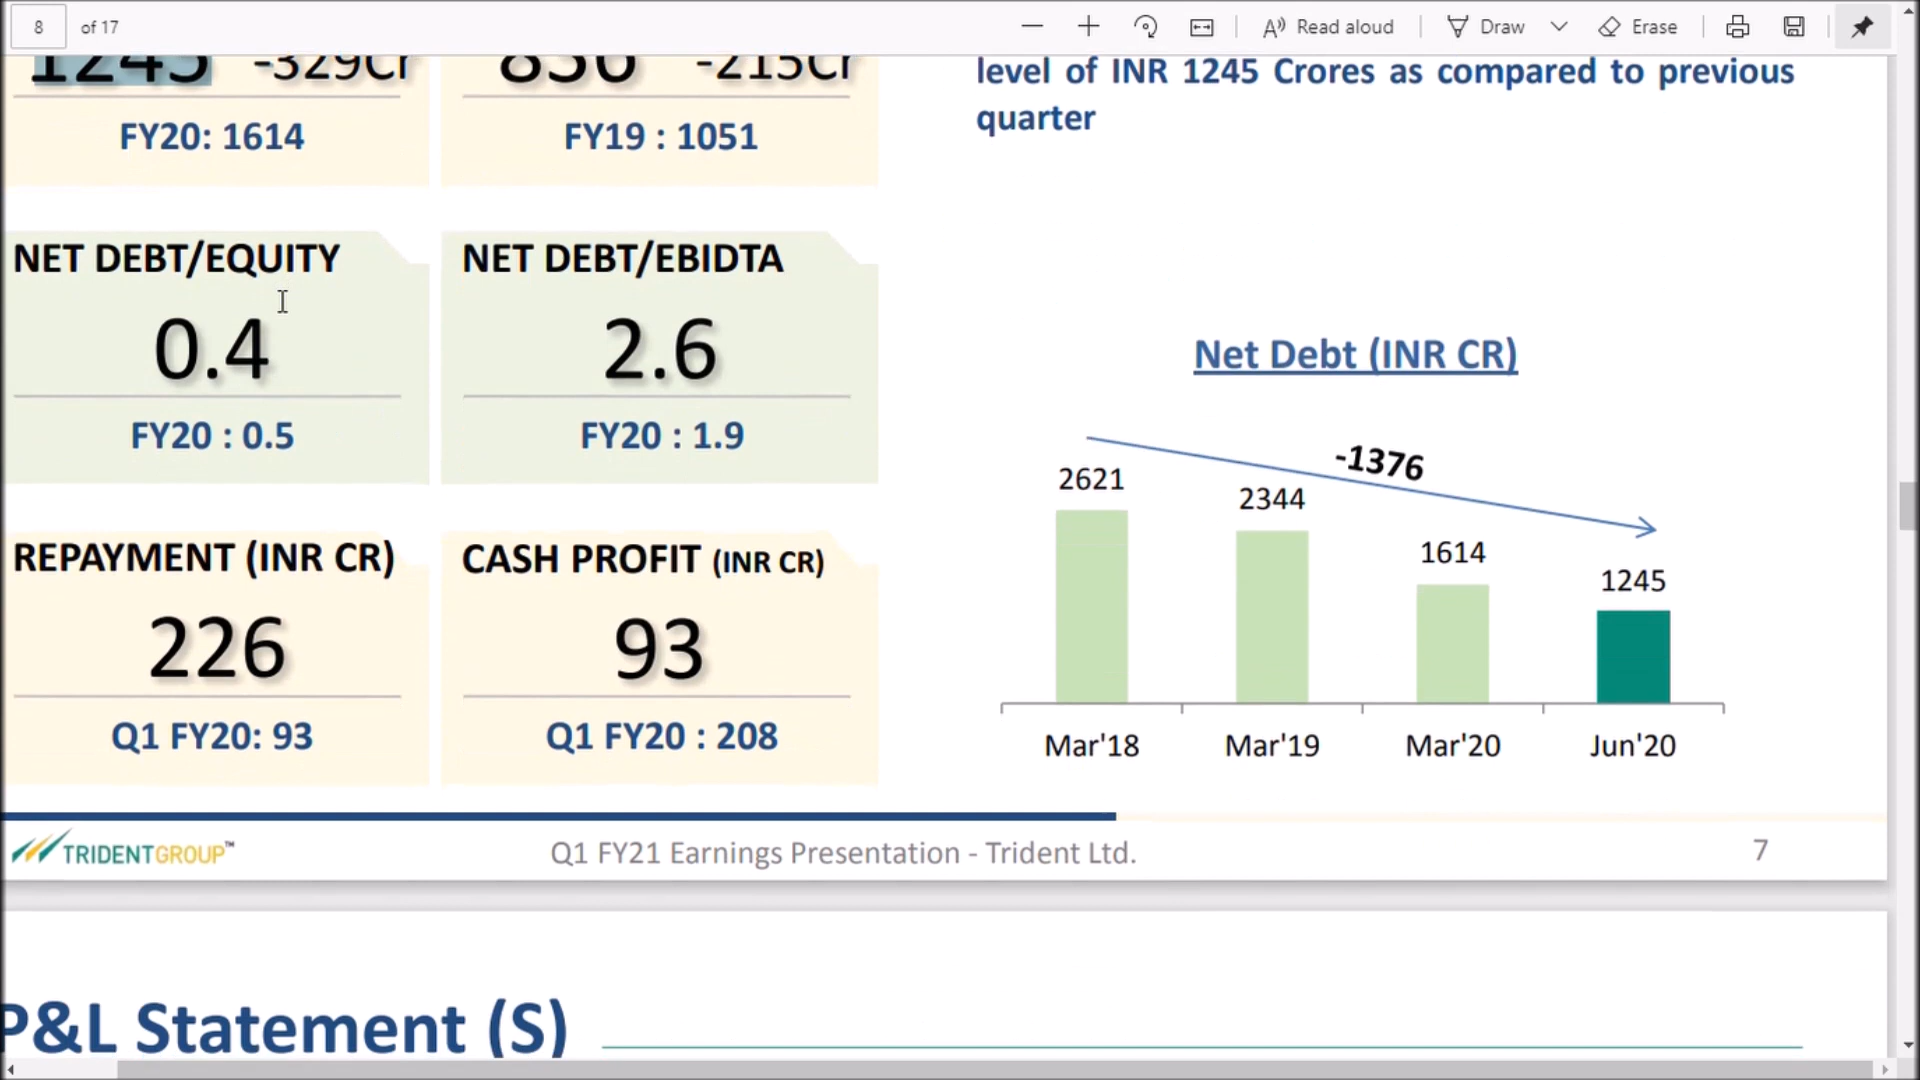 8 of 17
Read aloud
Draw
Erase
1245 -329Cr
FY20: 1614
836 -215Cr
FY19 : 1051
level of INR 1245 Crores as compared to previous
quarter
NET DEBT/EQUITY
0.4
FY20 : 0.5
NET DEBT/EBIDTA
2.6
FY20 : 1.9
REPAYMENT (INR CR)
226
Q1 FY20: 93
CASH PROFIT (INR CR)
93
Q1 FY20 : 208
Net Debt (INR CR)
-1376
2621
2344
1614
1245
Mar'18 Mar'19 Mar'20 Jun'20
TRIDENTGROUP™
Q1 FY21 Earnings Presentation - Trident Ltd.
7
P&L Statement (S)